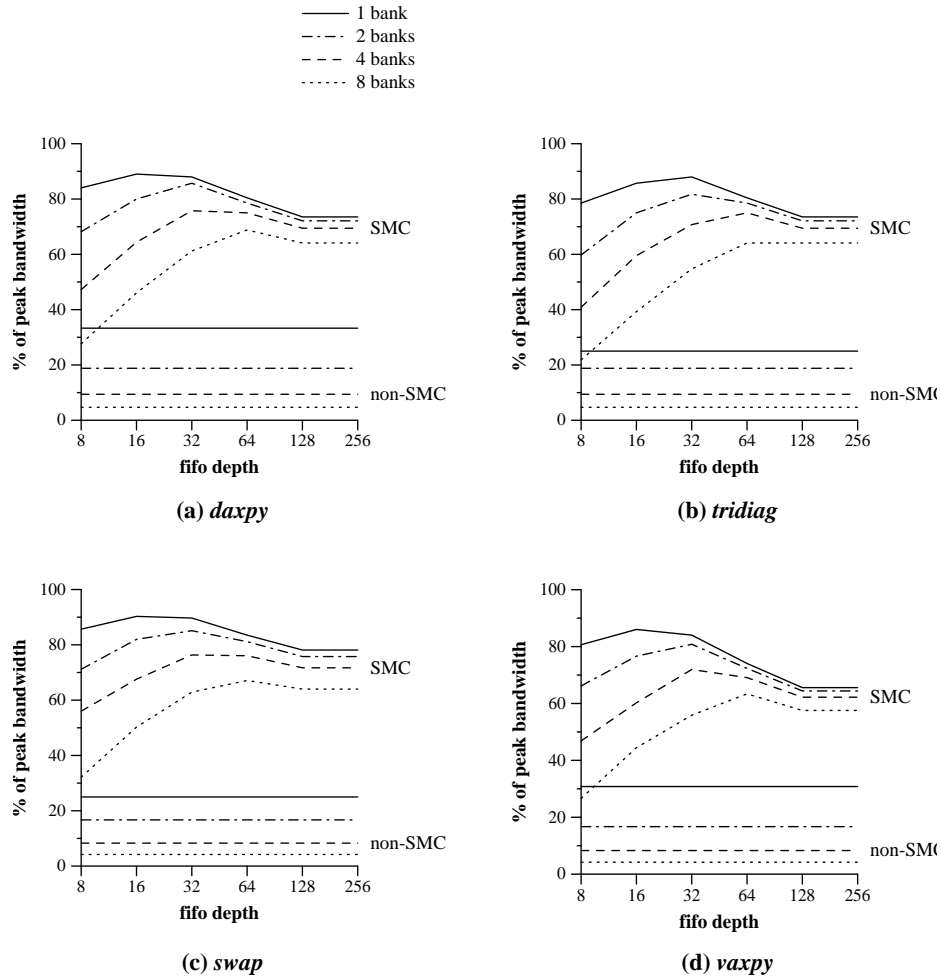 1 bank
2 banks
4 banks
8 banks
100
80
60
40
20
0
% of peak bandwidth
SMC
non-SMC
8 16 32 64 128 256
fifo depth
(a) daxpy
100
80
60
40
20
0
% of peak bandwidth
SMC
non-SMC
8 16 32 64 128 256
fifo depth
(b) tridiag
100
80
60
40
20
0
% of peak bandwidth
SMC
non-SMC
8 16 32 64 128 256
fifo depth
(c) swap
100
80
60
40
20
0
% of peak bandwidth
SMC
non-SMC
8 16 32 64 128 256
fifo depth
(d) vaxpy